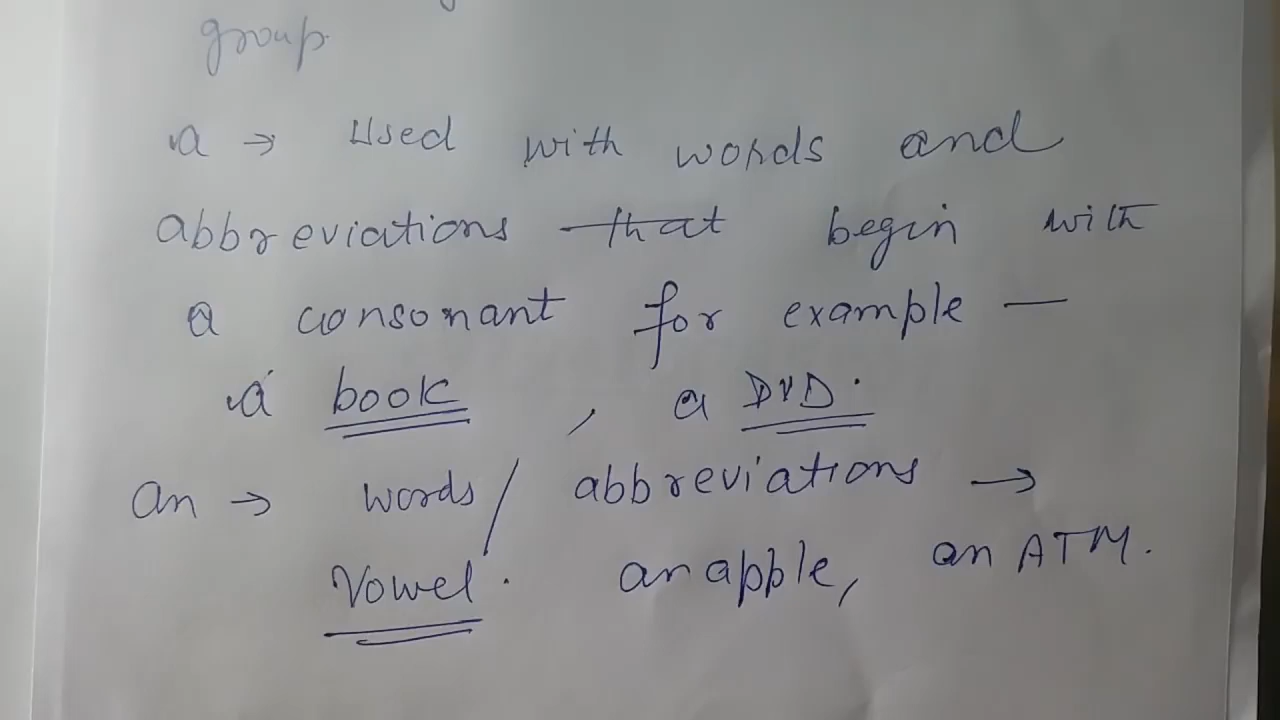 group.
a → Used with words and
abbreviations that begin with
a consonant for example —
a book, a DVD.
an → words/ abbreviations →
Vowel. an apple, an ATM.